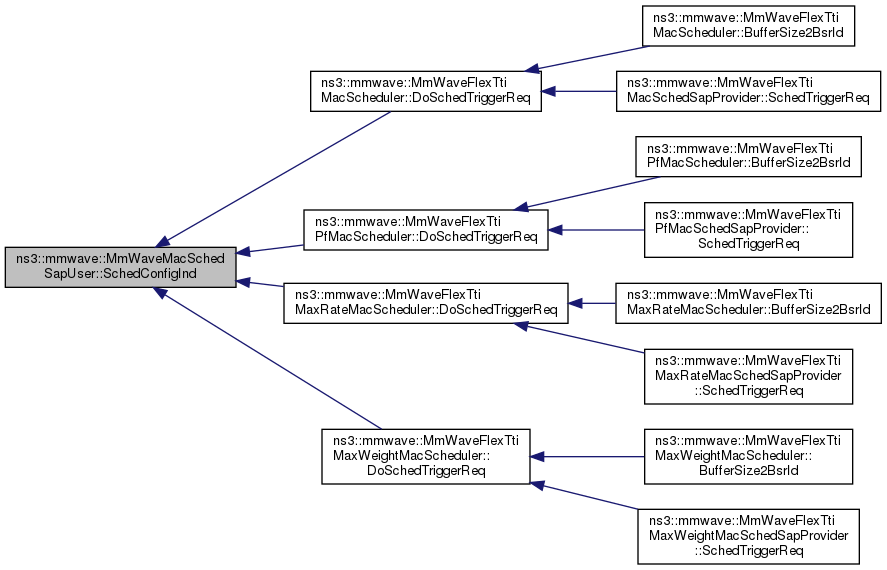 ns3::mmwave::MmWaveFlexTti
MacScheduler::BufferSize2BsrId
ns3::mmwave::MmWaveFlexTti
MacScheduler::DoSchedTriggerReq
ns3::mmwave::MmWaveFlexTti
MacSchedSapProvider::SchedTriggerReq
ns3::mmwave::MmWaveFlexTti
PfMacScheduler::BufferSize2BsrId
ns3::mmwave::MmWaveFlexTti
PfMacScheduler::DoSchedTriggerReq
ns3::mmwave::MmWaveFlexTti
PfMacSchedSapProvider::
SchedTriggerReq
ns3::mmwave::MmWaveMacSched
SapUser::SchedConfigInd
ns3::mmwave::MmWaveFlexTti
MaxRateMacScheduler::DoSchedTriggerReq
ns3::mmwave::MmWaveFlexTti
MaxRateMacScheduler::BufferSize2BsrId
ns3::mmwave::MmWaveFlexTti
MaxRateMacSchedSapProvider
::SchedTriggerReq
ns3::mmwave::MmWaveFlexTti
MaxWeightMacScheduler::
DoSchedTriggerReq
ns3::mmwave::MmWaveFlexTti
MaxWeightMacScheduler::
BufferSize2BsrId
ns3::mmwave::MmWaveFlexTti
MaxWeightMacSchedSapProvider
::SchedTriggerReq